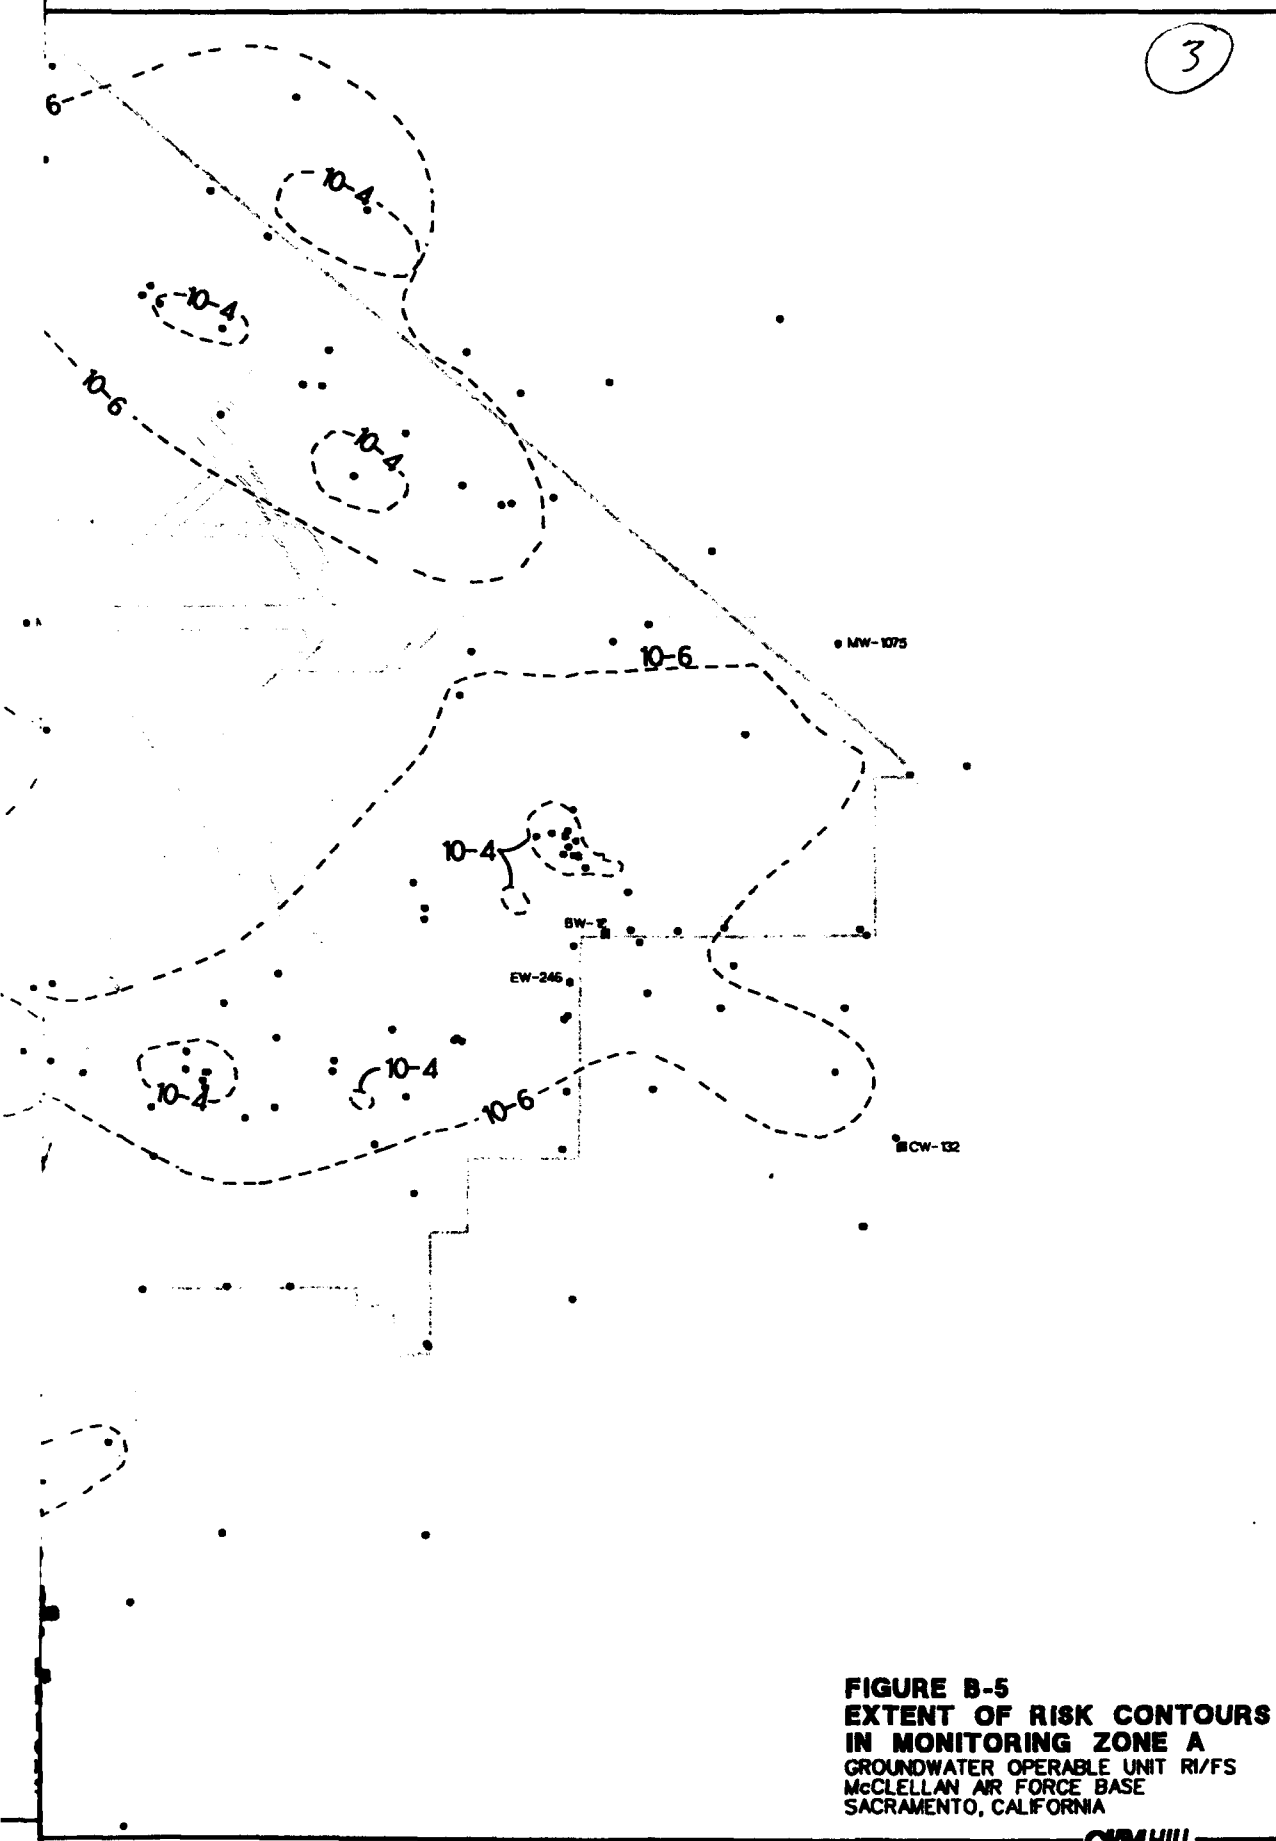 3
6
10-4
10-4
10-6
10-4
10-6
MW-1075
10-4
BW-12
EW-246
10-4
10-4
10-6
CW-132
FIGURE B-5
EXTENT OF RISK CONTOURS
IN MONITORING ZONE A
GROUNDWATER OPERABLE UNIT RI/FS
McCLELLAN AIR FORCE BASE
SACRAMENTO, CALIFORNIA